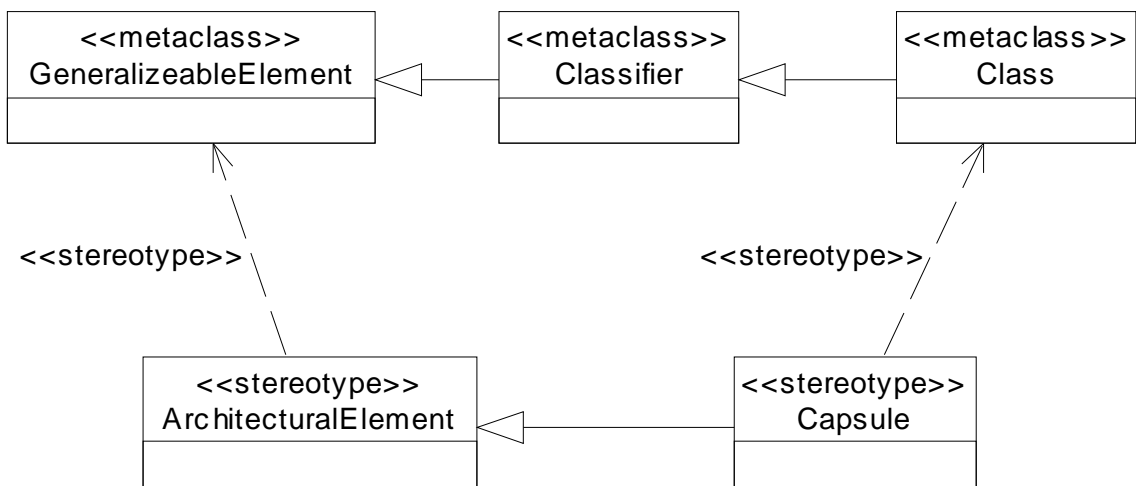 <<metaclass>>
GeneralizeableElement
<<metaclass>>
Classifier
<<metaclass>>
Class
<<stereotype>>
<<stereotype>>
<<stereotype>>
ArchitecturalElement
<<stereotype>>
Capsule